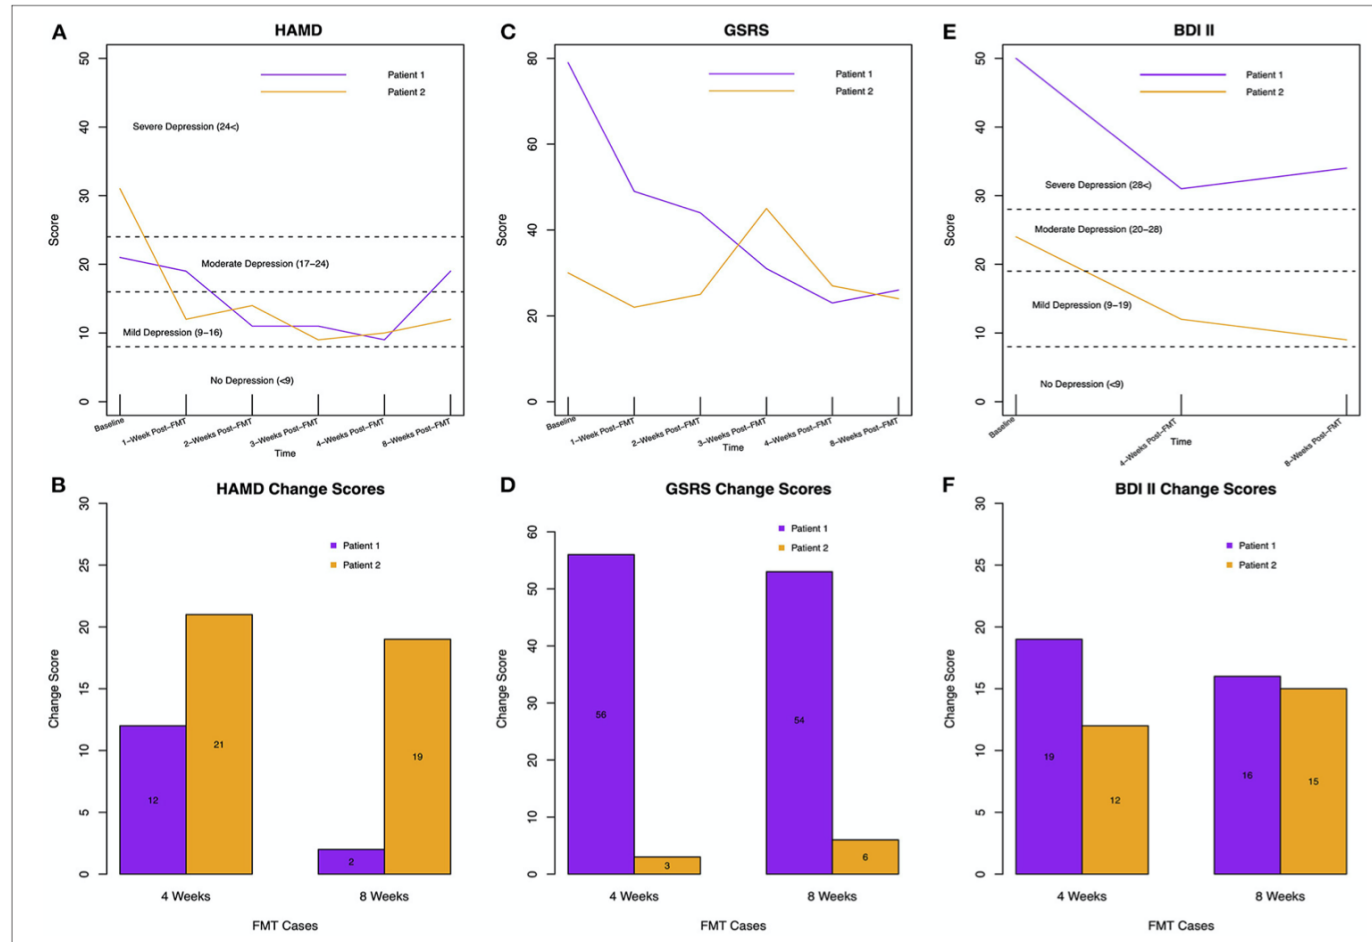 A
HAMD
50
40
30
20
10
0
Score
Patient 1
Patient 2
Severe Depression (24<)
Moderate Depression (17–24)
Mild Depression (9–16)
No Depression (<9)
Baseline
1–Week Post–FMT
2–Weeks Post–FMT
3–Weeks Post–FMT
4–Weeks Post–FMT
8–Weeks Post–FMT
Time
C
GSRS
80
60
40
20
0
Score
Patient 1
Patient 2
Baseline
1–Week Post–FMT
2–Weeks Post–FMT
3–Weeks Post–FMT
4–Weeks Post–FMT
8–Weeks Post–FMT
Time
E
BDI II
50
40
30
20
10
0
Score
Patient 1
Patient 2
Severe Depression (28<)
Moderate Depression (20–28)
Mild Depression (9–19)
No Depression (<9)
Baseline
4–Weeks Post–FMT
8–Weeks Post–FMT
Time
B
HAMD Change Scores
30
25
20
15
10
5
0
Change Score
Patient 1
Patient 2
12
21
2
19
4 Weeks
8 Weeks
FMT Cases
D
GSRS Change Scores
60
50
40
30
20
10
0
Change Score
Patient 1
Patient 2
56
3
54
6
4 Weeks
8 Weeks
FMT Cases
F
BDI II Change Scores
30
25
20
15
10
5
0
Change Score
Patient 1
Patient 2
19
12
16
15
4 Weeks
8 Weeks
FMT Cases